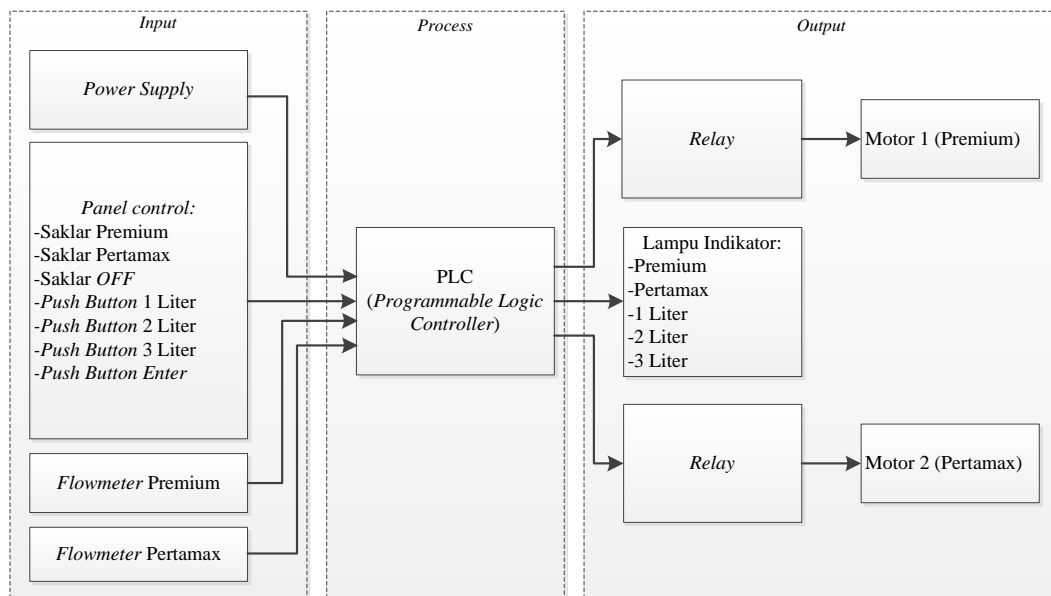 Input
Process
Output
Power Supply
Panel control:
-Saklar Premium
-Saklar Pertamax
-Saklar OFF
-Push Button 1 Liter
-Push Button 2 Liter
-Push Button 3 Liter
-Push Button Enter
Flowmeter Premium
Flowmeter Pertamax
PLC
(Programmable Logic
Controller)
Relay
Motor 1 (Premium)
Lampu Indikator:
-Premium
-Pertamax
-1 Liter
-2 Liter
-3 Liter
Relay
Motor 2 (Pertamax)